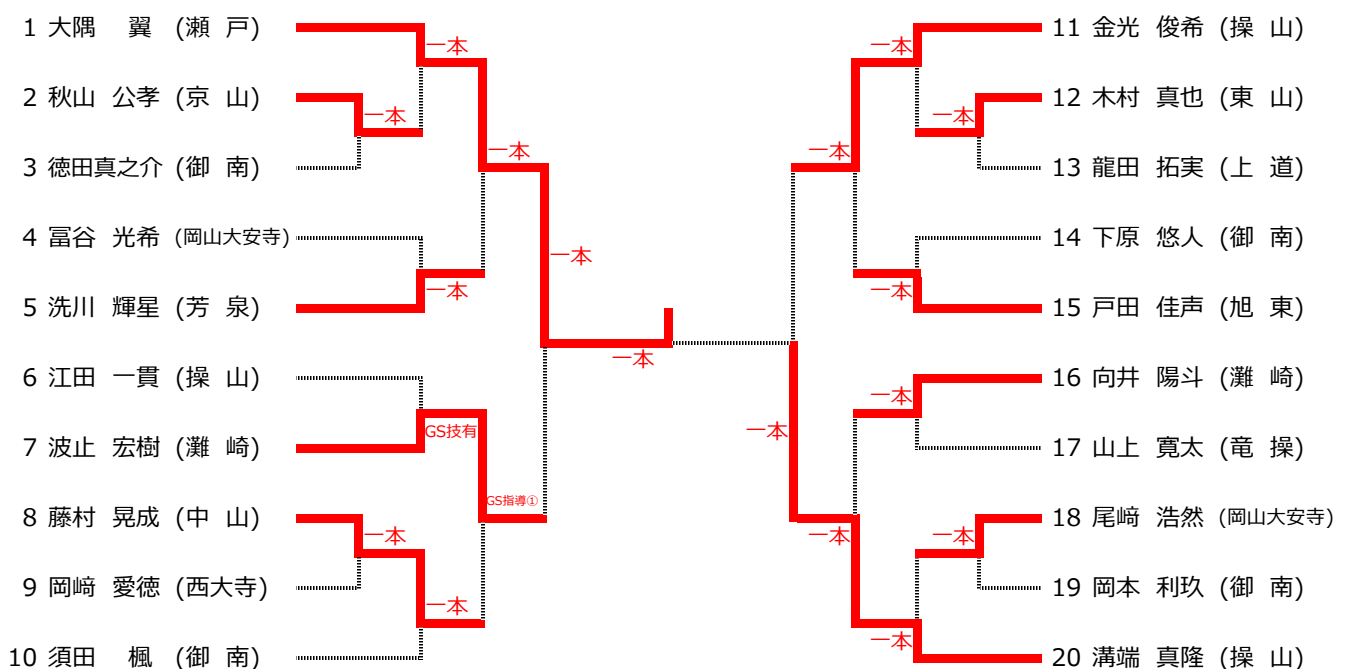 1 大隅　翼 (瀬 戸)
2 秋山 公孝 (京 山)
3 徳田真之介 (御 南)
4 冨谷 光希 (岡山大安寺)
5 洗川 輝星 (芳 泉)
6 江田 一貫 (操 山)
7 波止 宏樹 (灘 崎)
8 藤村 晃成 (中 山)
9 岡﨑 愛徳 (西大寺)
10 須田　楓 (御 南)
一本
一本
一本
一本
一本
GS技有
GS指導①
一本
一本
一本
一本
一本
一本
一本
一本
一本
一本
一本
一本
11 金光 俊希 (操 山)
12 木村 真也 (東 山)
13 龍田 拓実 (上 道)
14 下原 悠人 (御 南)
15 戸田 佳声 (旭 東)
16 向井 陽斗 (灘 崎)
17 山上 寛太 (竜 操)
18 尾﨑 浩然 (岡山大安寺)
19 岡本 利玖 (御 南)
20 溝端 真隆 (操 山)